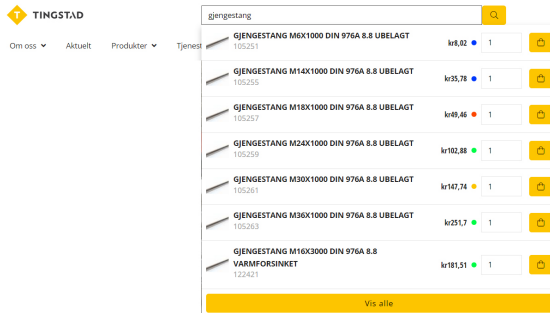 TINGSTAD
gjengestang
Om oss
Aktuelt
Produkter
Tjenest
GJENGESTANG M6X1000 DIN 976A 8.8 UBELAGT
105251
kr8,02
1
GJENGESTANG M14X1000 DIN 976A 8.8 UBELAGT
105255
kr35,78
1
GJENGESTANG M18X1000 DIN 976A 8.8 UBELAGT
105257
kr49,46
1
GJENGESTANG M24X1000 DIN 976A 8.8 UBELAGT
105259
kr102,88
1
GJENGESTANG M30X1000 DIN 976A 8.8 UBELAGT
105261
kr147,74
1
GJENGESTANG M36X1000 DIN 976A 8.8 UBELAGT
105263
kr251,7
1
GJENGESTANG M16X3000 DIN 976A 8.8
VARMFORSINKET
122421
kr181,51
1
Vis alle